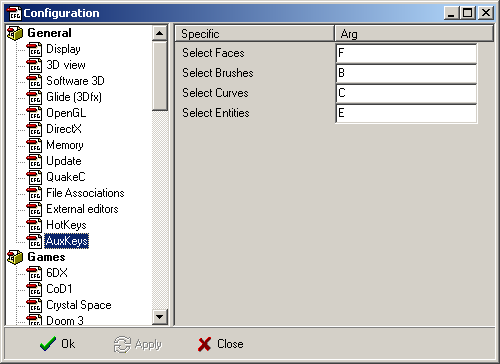 Configuration
General
Display
3D view
Software 3D
Glide (3Dfx)
OpenGL
DirectX
Memory
Update
QuakeC
File Associations
External editors
HotKeys
AuxKeys
Games
6DX
CoD1
Crystal Space
Doom 3
Specific Arg
Select Faces F
Select Brushes B
Select Curves C
Select Entities E
Ok Apply Close